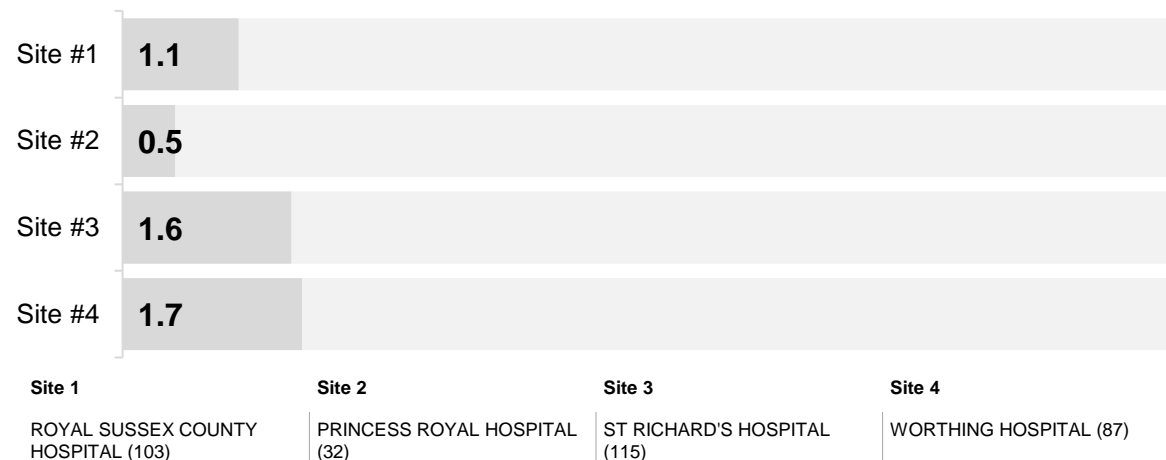 Site #1 1.1
Site #2 0.5
Site #3 1.6
Site #4 1.7
Site 1 Site 2 Site 3 Site 4
ROYAL SUSSEX COUNTY
HOSPITAL (103)
PRINCESS ROYAL HOSPITAL
(32)
ST RICHARD'S HOSPITAL
(115)
WORTHING HOSPITAL (87)